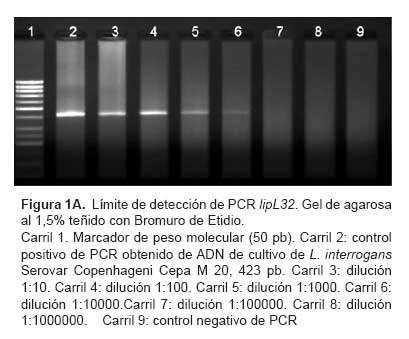 1 2 3 4 5 6 7 8 9
Figura 1A. Límite de detección de PCR lipL32. Gel de agarosa
al 1,5% teñido con Bromuro de Etidio.
Carril 1. Marcador de peso molecular (50 pb). Carril 2: control
positivo de PCR obtenido de ADN de cultivo de L. interrogans
Serovar Copenhageni Cepa M 20, 423 pb. Carril 3: dilución
1:10. Carril 4: dilución 1:100. Carril 5: dilución 1:1000. Carril 6:
dilución 1:10000.Carril 7: dilución 1:100000. Carril 8: dilución
1:1000000. Carril 9: control negativo de PCR